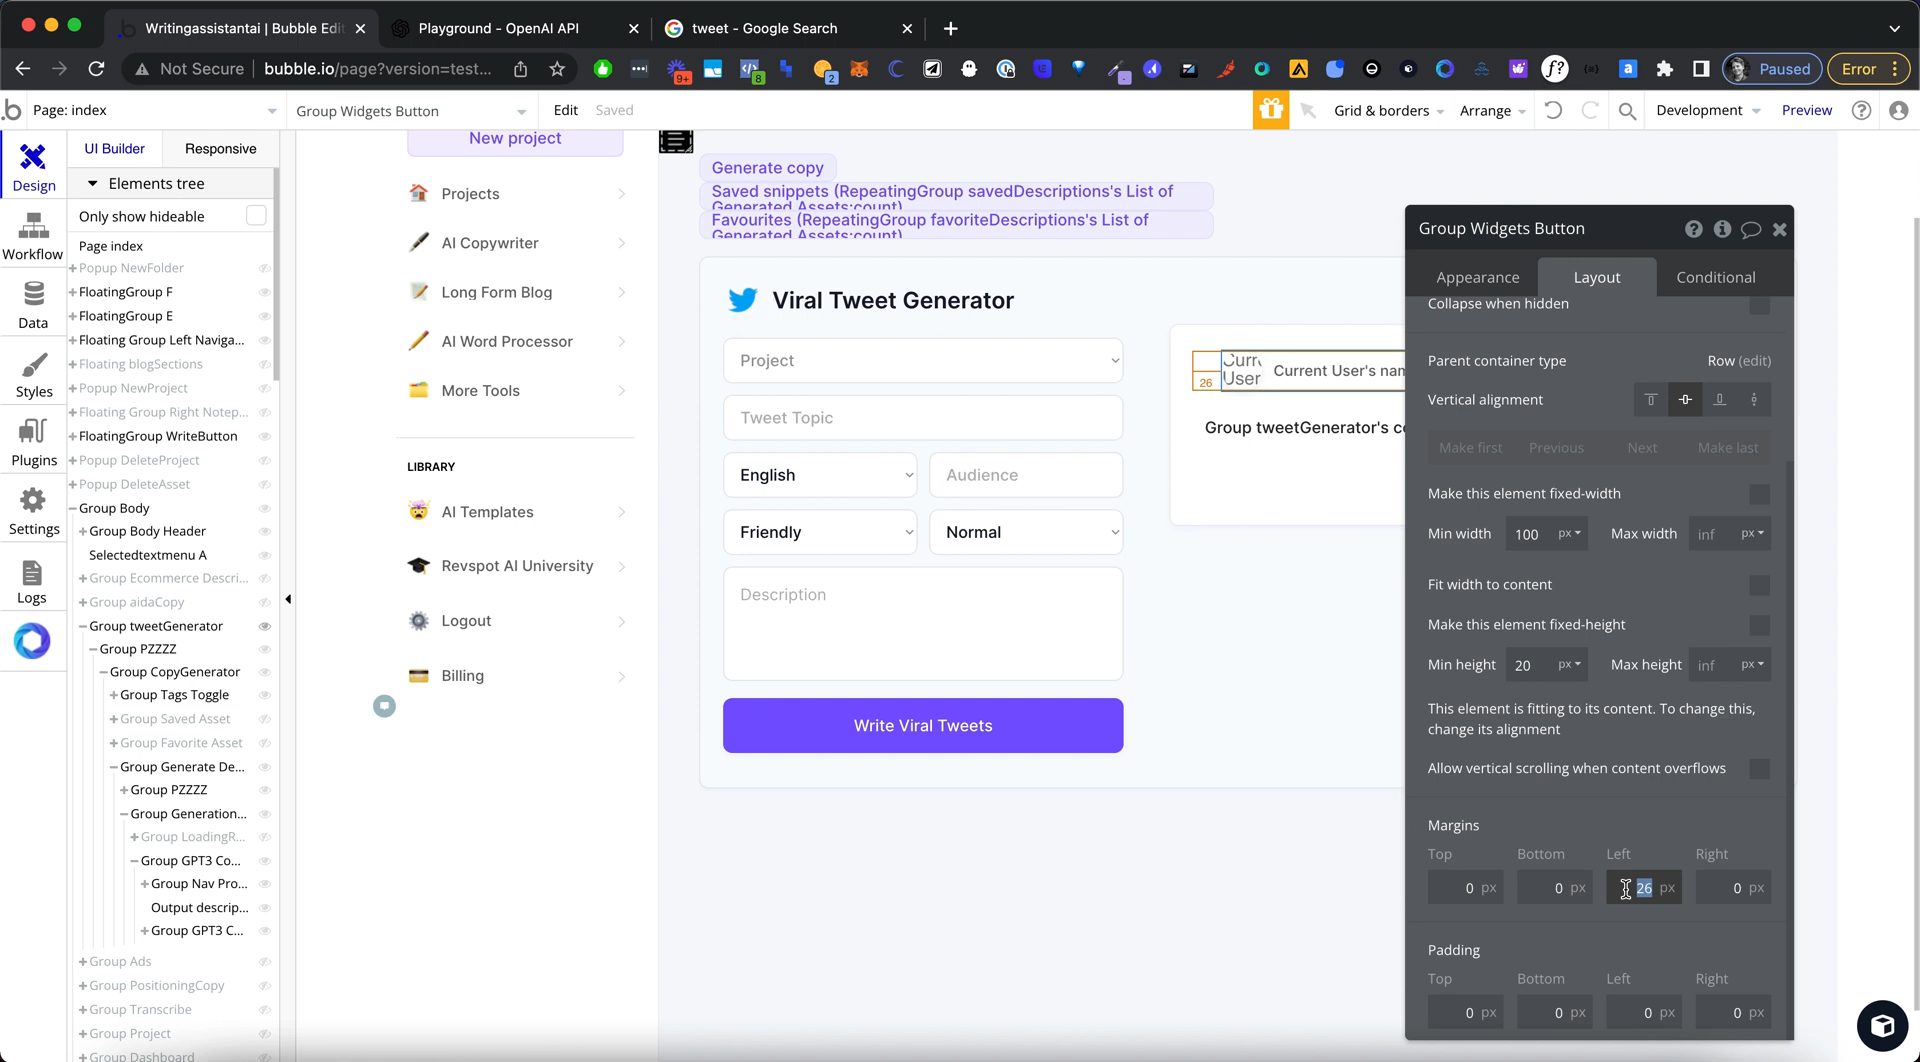 Writingassistantai | Bubble Edit
Playground - OpenAI API
tweet - Google Search
Not Secure
bubble.io/page?version=test...
9+
8
2
Paused
Error
Page: index
Group Widgets Button
Edit
Saved
Grid & borders
Arrange
Development
Preview
UI Builder
Responsive
Design
Workflow
Data
Styles
Plugins
Settings
Logs
Elements tree
Only show hideable
Page index
Popup NewFolder
FloatingGroup F
FloatingGroup E
Floating Group Left Naviga...
Floating blogSections
Popup NewProject
Floating Group Right Notep...
FloatingGroup WriteButton
Popup DeleteProject
Popup DeleteAsset
Group Body
Group Body Header
Selectedtextmenu A
Group Ecommerce Descri...
Group aidaCopy
Group tweetGenerator
Group PZZZZ
Group CopyGenerator
Group Tags Toggle
Group Saved Asset
Group Favorite Asset
Group Generate De...
Group PZZZZ
Group Generation...
Group LoadingR...
Group GPT3 Co...
Group Nav Pro...
Output descrip...
Group GPT3 C...
Group Ads
Group PositioningCopy
Group Transcribe
Group Project
Group Dashboard
New project
Projects
AI Copywriter
Long Form Blog
AI Word Processor
More Tools
LIBRARY
AI Templates
Revspot AI University
Logout
Billing
Generate copy
Saved snippets (RepeatingGroup savedDescriptions's List of
Generated Assets:count)
Favourites (RepeatingGroup favoriteDescriptions's List of
Generated Assets:count)
Viral Tweet Generator
Project
Tweet Topic
English
Audience
Friendly
Normal
Description
Write Viral Tweets
26
Curr
User
Current User's nam
Group tweetGenerator's co
Group Widgets Button
Appearance
Layout
Conditional
Collapse when hidden
Parent container type
Row (edit)
Vertical alignment
Make first
Previous
Next
Make last
Make this element fixed-width
Min width
100 px
Max width
inf px
Fit width to content
Make this element fixed-height
Min height
20 px
Max height
inf px
This element is fitting to its content. To change this,
change its alignment
Allow vertical scrolling when content overflows
Margins
Top
Bottom
Left
Right
0 px
0 px
26 px
0 px
Padding
Top
Bottom
Left
Right
0 px
0 px
0 px
0 px